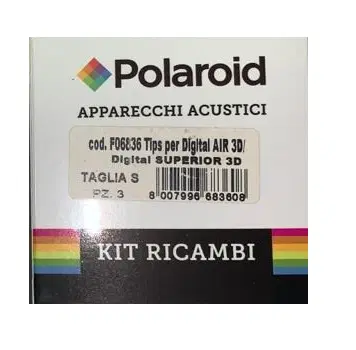 Polaroid
APPARECCHI ACUSTICI
cod. F06836 Tips per Digital AIR 3D/
Digital SUPERIOR 3D
TAGLIA S
PZ. 3
8 007996 683608
KIT RICAMBI